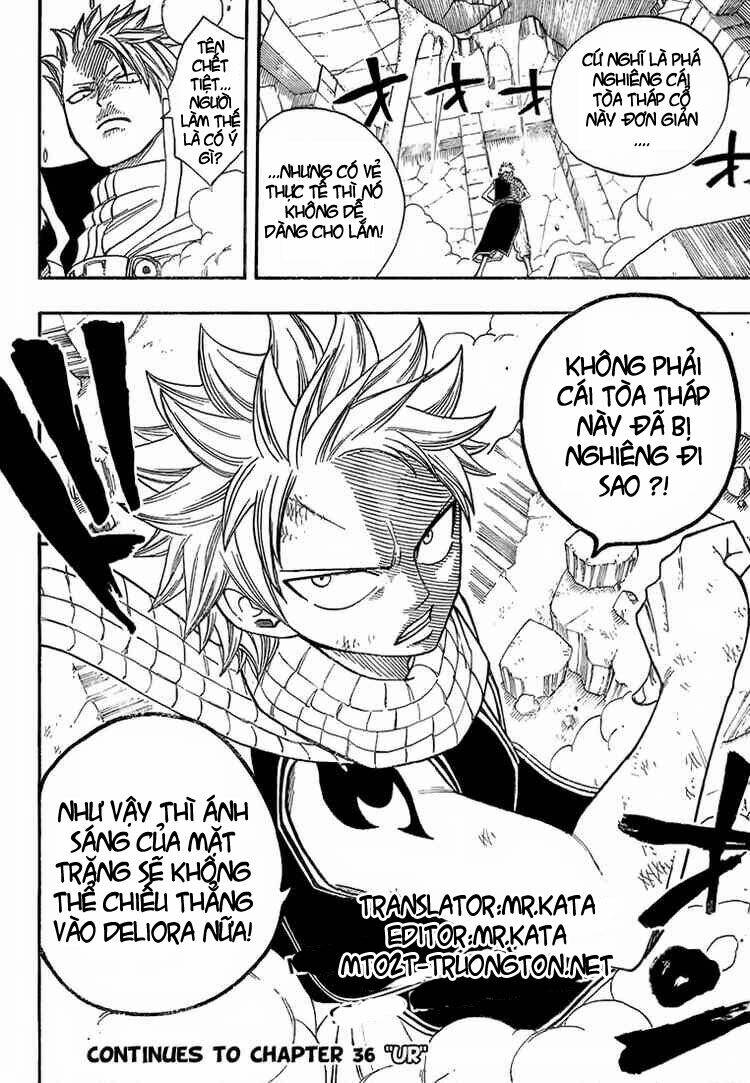 TÊN
CHẾT
TIỆT...
NGƯỜI
LÀM THẾ
LÀ CÓ Ý
GÌ?
...NHƯNG CÓ VẺ
THỰC TẾ THÌ NÓ
KHÔNG DỄ
DÀNG CHO LẮM!
CỨ NGHĨ LÀ PHÁ
NGHIÊNG CÁI
TÒA THÁP CỔ
NÀY ĐƠN GIẢN
....
KHÔNG PHẢI
CÁI TÒA THÁP
NÀY ĐÃ BỊ
NGHIÊNG ĐI
SAO ?!
NHƯ VẬY THÌ ÁNH
SÁNG CỦA MẶT
TRĂNG SẼ KHÔNG
THỂ CHIẾU THẲNG
VÀO DELIORA NỮA!
TRANSLATOR:MR.KATA
EDITOR:MR.KATA
MTO2T-TRUONGTON.NET
CONTINUES TO CHAPTER 36 "UR"